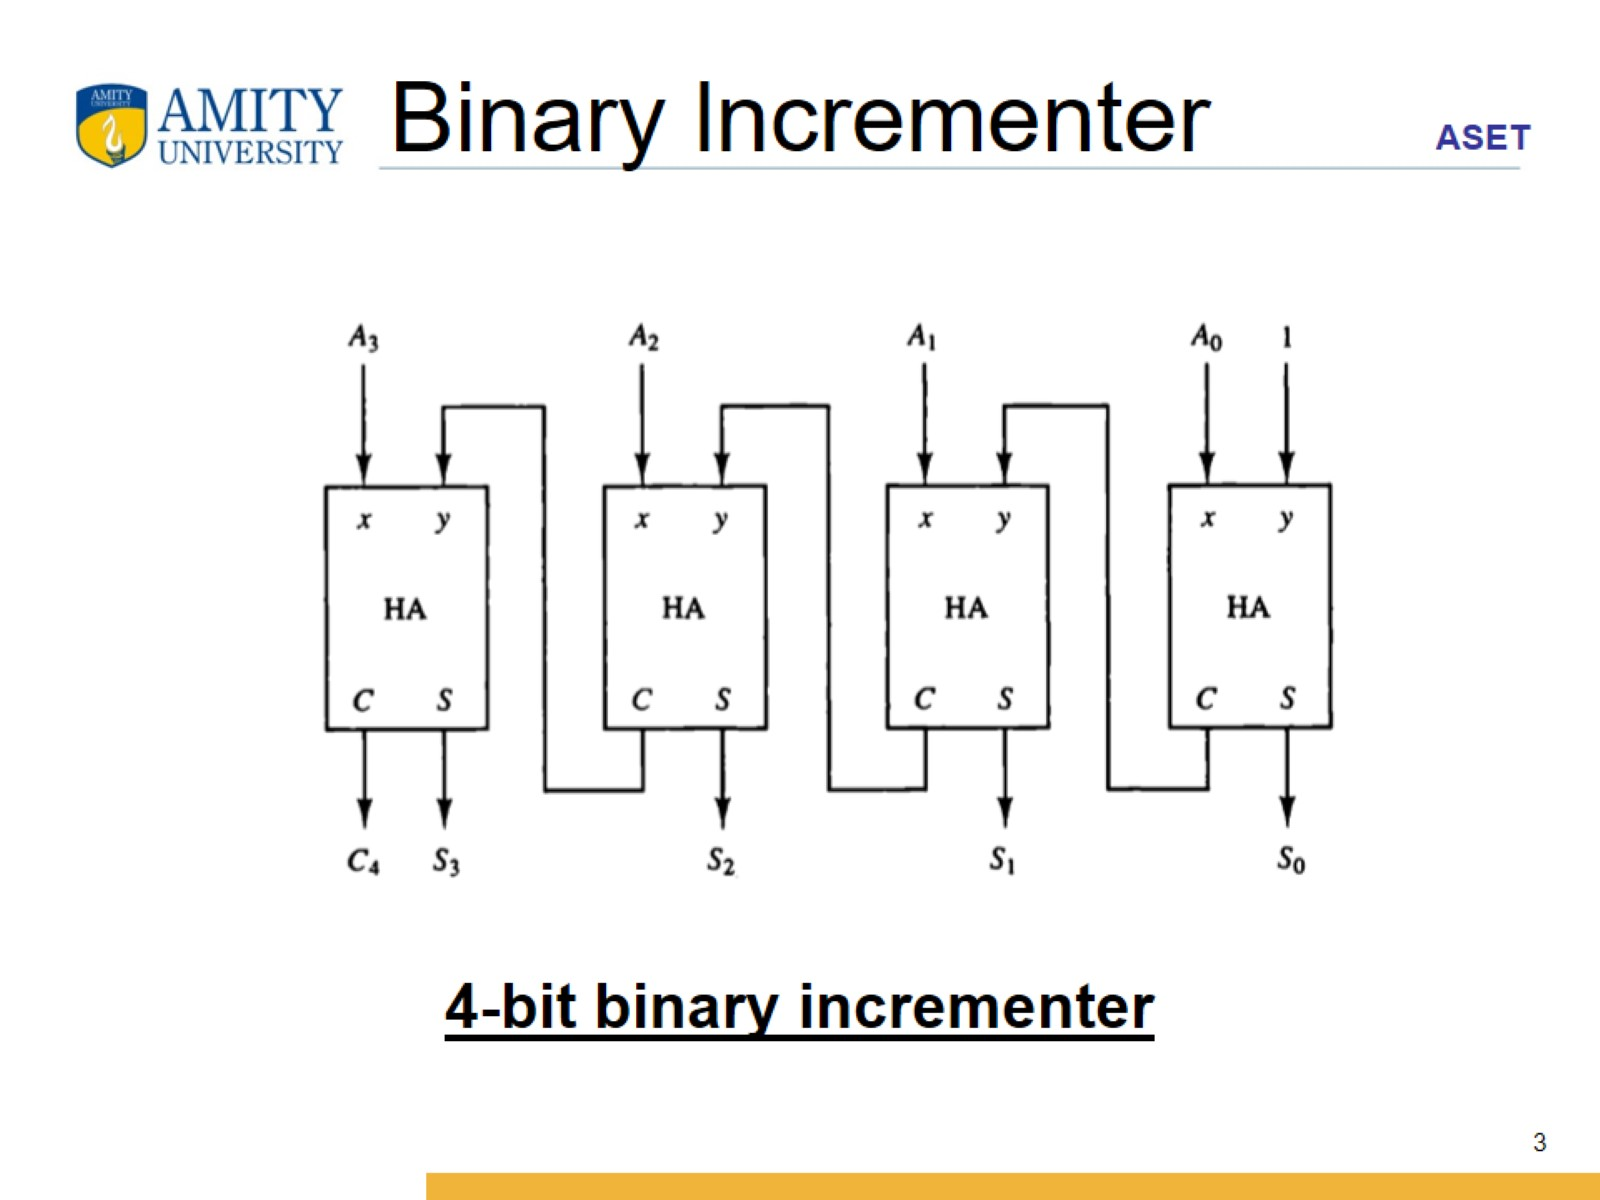 AMITY
UNIVERSITY
AMITY
UNIVERSITY
Binary Incrementer
ASET
A3 A2 A1 A0 1
x y x y x y x y
HA HA HA HA
C S C S C S C S
C4 S3 S2 S1 S0
4-bit binary incrementer
3